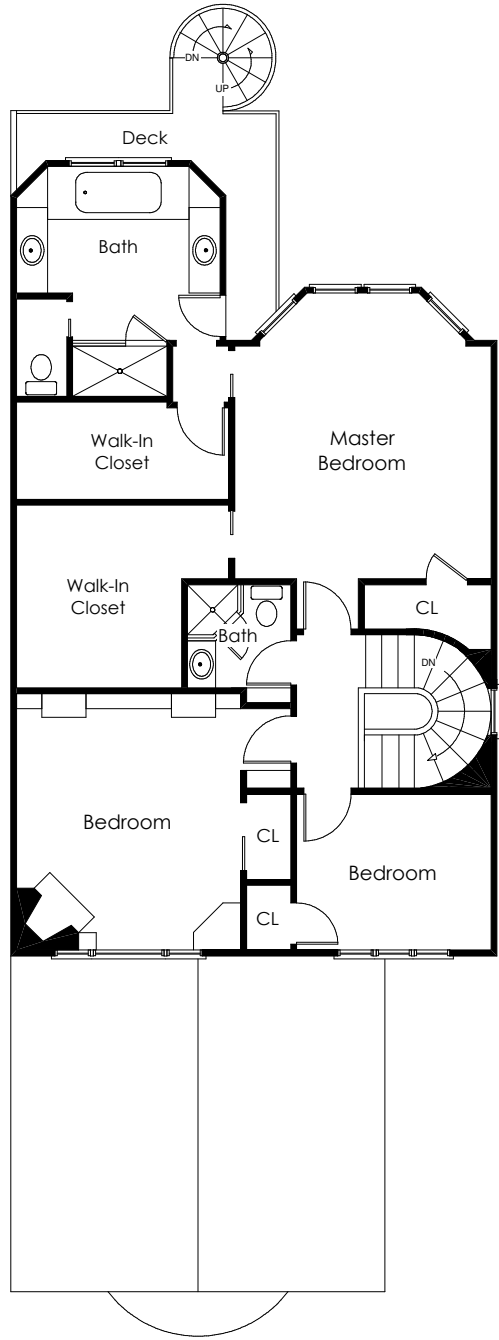 DN
UP
Deck
Bath
Walk-In
Closet
Master
Bedroom
Walk-In
Closet
CL
Bath
DN
Bedroom
CL
Bedroom
CL